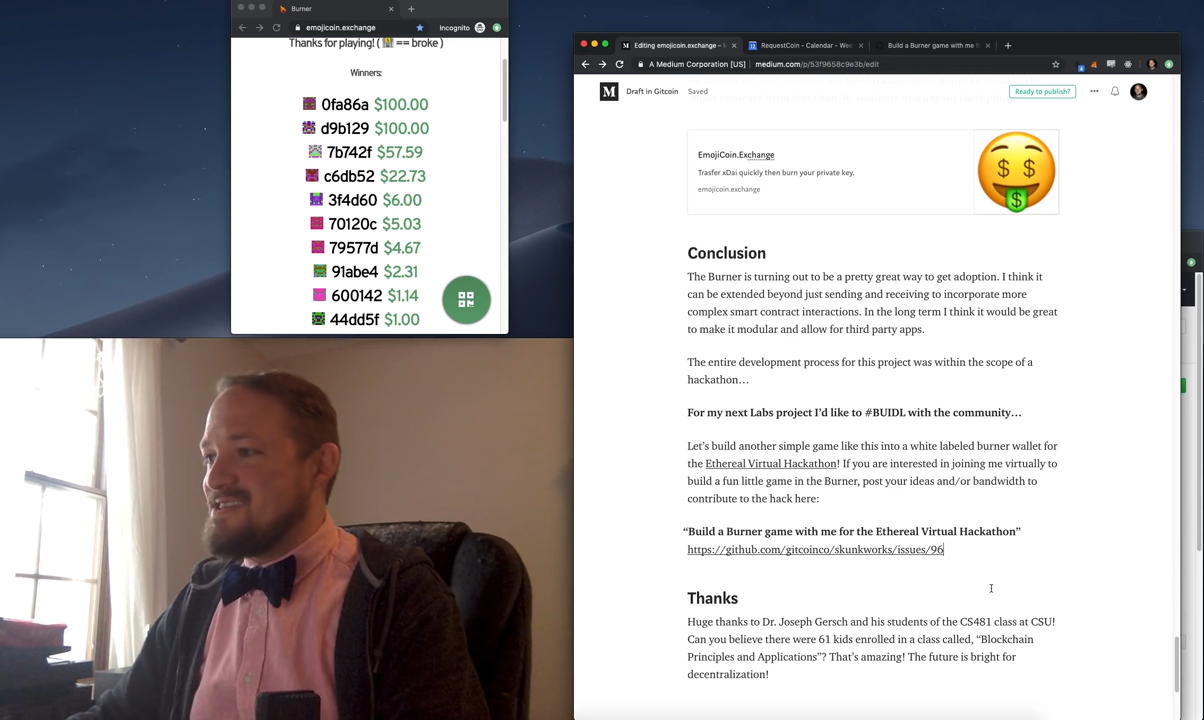 Burner
emojicoin.exchange
Incognito
Thanks for playing! ( == broke )
Winners:
0fa86a $100.00
d9b129 $100.00
7b742f $57.59
c6db52 $22.73
3f4d60 $6.00
70120c $5.03
79577d $4.67
91abe4 $2.31
600142 $1.14
44dd5f $1.00
Editing emojicoin.exchange –
RequestCoin - Calendar - Wee
Build a Burner game with me f
A Medium Corporation [US]
medium.com/p/53f9658c9e3b/edit
M
Draft in Gitcoin
Saved
Ready to publish?
EmojiCoin.Exchange
Trasfer xDai quickly then burn your private key.
emojicoin.exchange
Conclusion
The Burner is turning out to be a pretty great way to get adoption. I think it
can be extended beyond just sending and receiving to incorporate more
complex smart contract interactions. In the long term I think it would be great
to make it modular and allow for third party apps.
The entire development process for this project was within the scope of a
hackathon…
For my next Labs project I’d like to #BUIDL with the community…
Let’s build another simple game like this into a white labeled burner wallet for
the Ethereal Virtual Hackathon! If you are interested in joining me virtually to
build a fun little game in the Burner, post your ideas and/or bandwidth to
contribute to the hack here:
“Build a Burner game with me for the Ethereal Virtual Hackathon”
https://github.com/gitcoinco/skunkworks/issues/96
Thanks
Huge thanks to Dr. Joseph Gersch and his students of the CS481 class at CSU!
Can you believe there were 61 kids enrolled in a class called, “Blockchain
Principles and Applications”? That’s amazing! The future is bright for
decentralization!